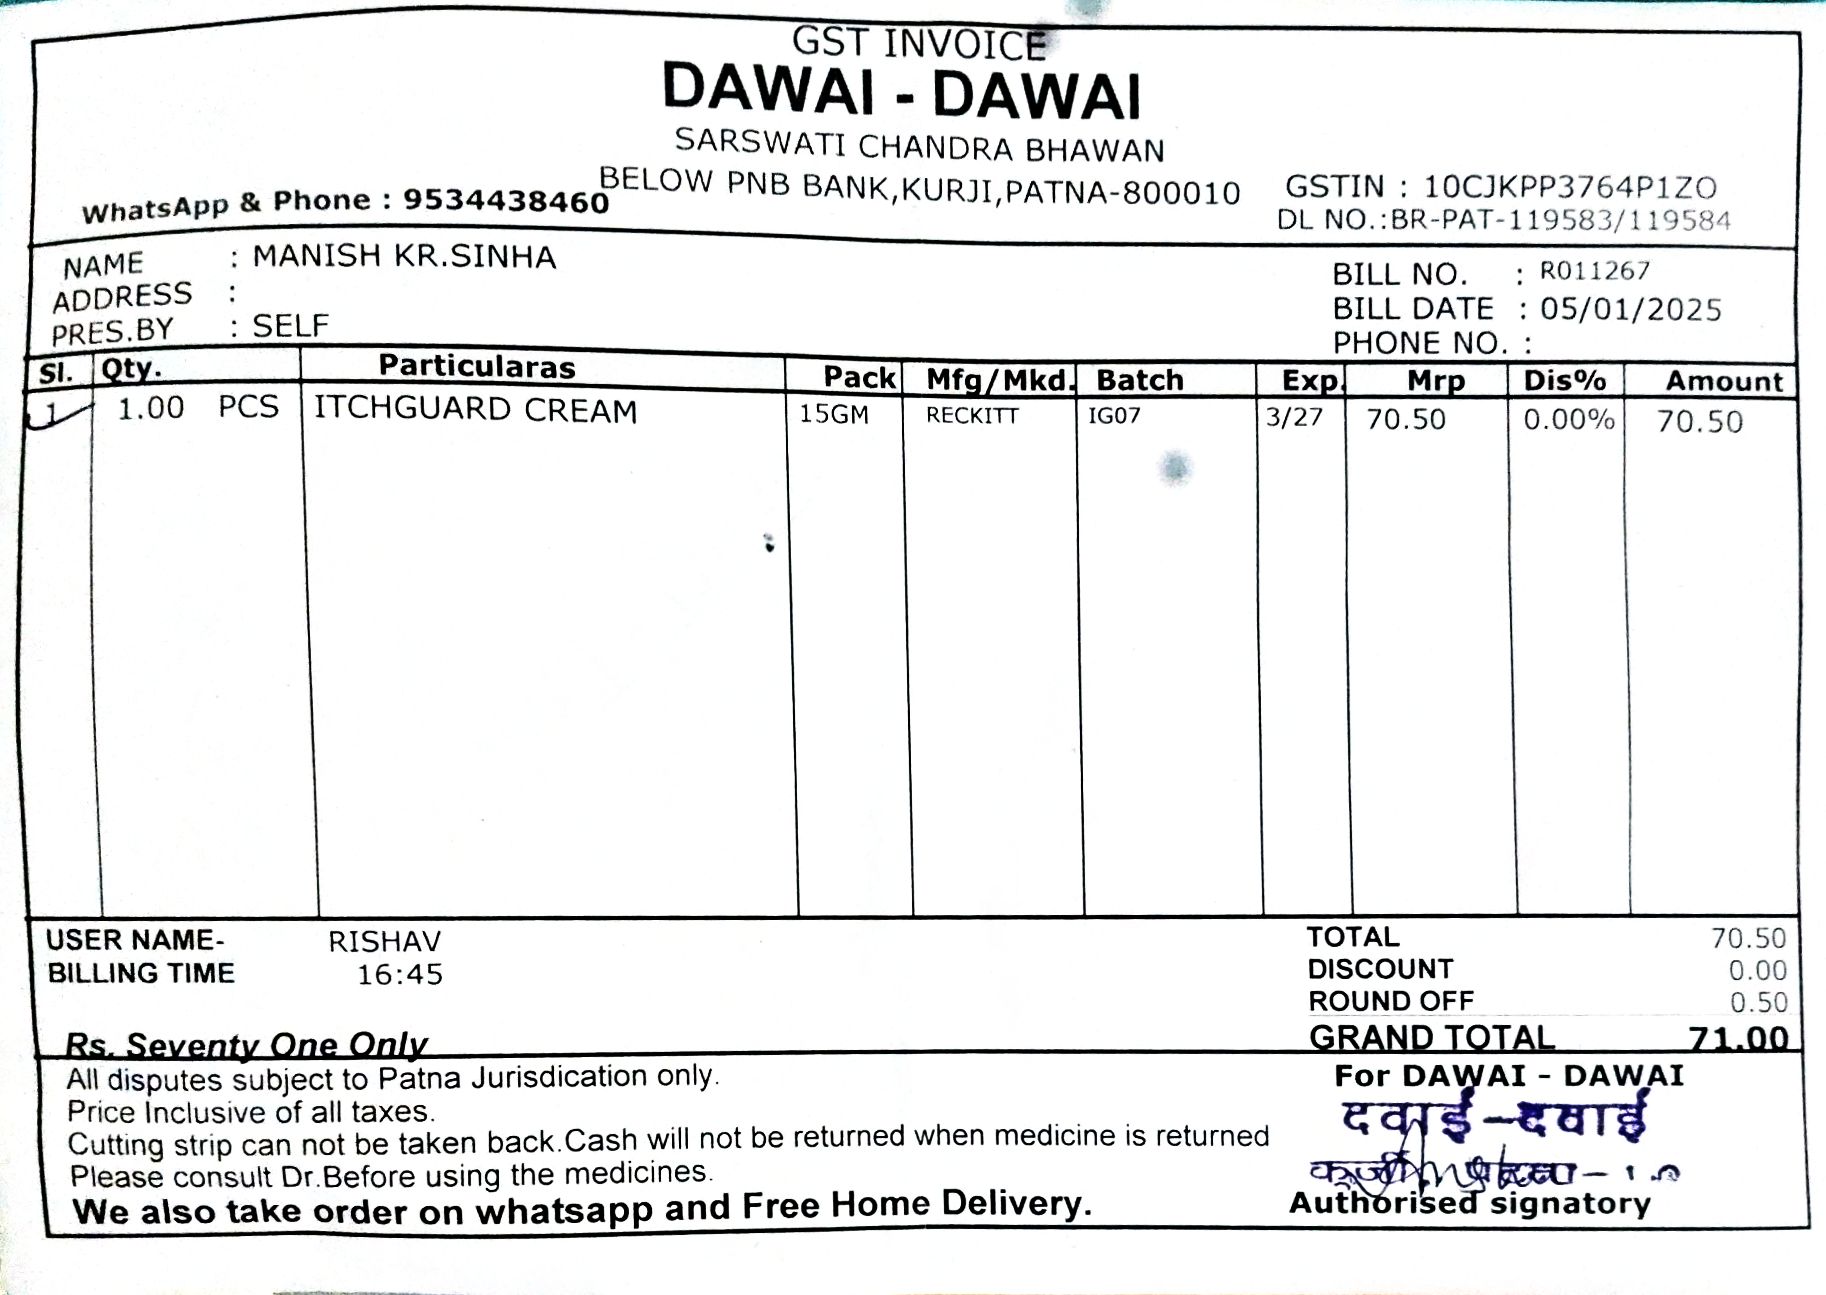 GST INVOICE
DAWAI - DAWAI
SARSWATI CHANDRA BHAWAN
BELOW PNB BANK,KURJI,PATNA-800010
WhatsApp & Phone : 9534438460
GSTIN : 10CJKPP3764P1ZO
DL NO.:BR-PAT-119583/119584
NAME : MANISH KR.SINHA
ADDRESS :
PRES.BY : SELF
BILL NO. : R011267
BILL DATE : 05/01/2025
PHONE NO. :
Sl. Qty. Particularas Pack Mfg/Mkd. Batch Exp. Mrp Dis% Amount
1 1.00 PCS ITCHGUARD CREAM 15GM RECKITT IG07 3/27 70.50 0.00% 70.50
USER NAME- RISHAV
BILLING TIME 16:45
TOTAL 70.50
DISCOUNT 0.00
ROUND OFF 0.50
GRAND TOTAL 71.00
Rs. Seventy One Only
All disputes subject to Patna Jurisdication only.
Price Inclusive of all taxes.
Cutting strip can not be taken back.Cash will not be returned when medicine is returned
Please consult Dr.Before using the medicines.
We also take order on whatsapp and Free Home Delivery.
For DAWAI - DAWAI
दवाई-दवाई
Authorised signatory